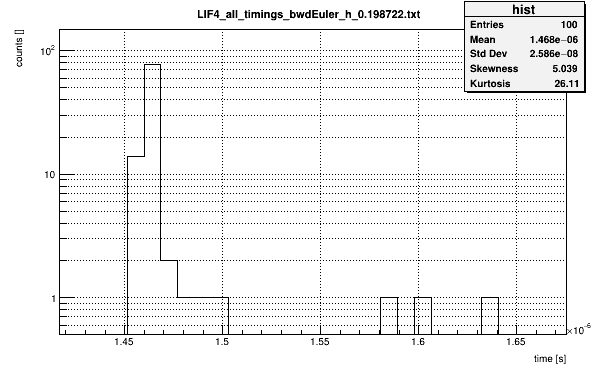 LIF4_all_timings_bwdEuler_h_0.198722.txt
hist
Entries 100
Mean 1.468e−06
Std Dev 2.586e−08
Skewness 5.039
Kurtosis 26.11
counts []
10²
10
1
1.45 1.5 1.55 1.6 1.65
×10⁻⁶
time [s]